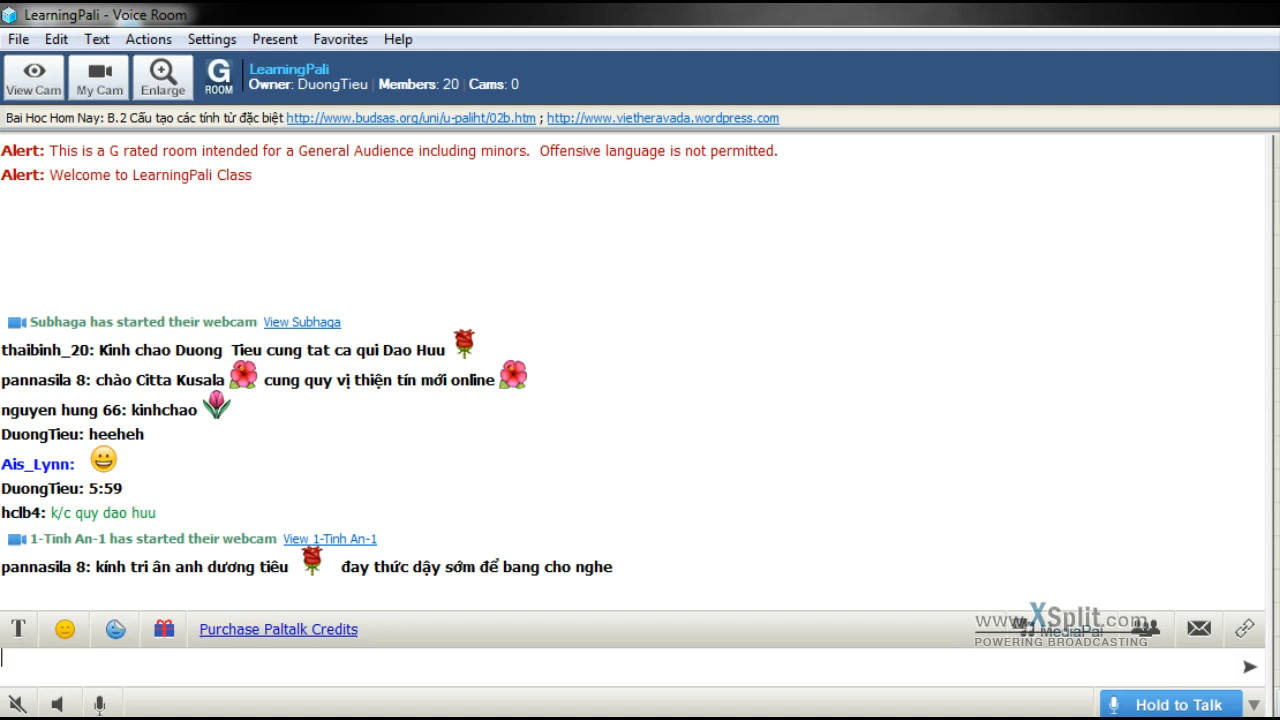 LearningPali - Voice Room
File Edit Text Actions Settings Present Favorites Help
View Cam My Cam Enlarge G ROOM
LearningPali
Owner: DuongTieu | Members: 20 | Cams: 0
Bai Hoc Hom Nay: B.2 Cấu tạo các tính từ đặc biệt http://www.budsas.org/uni/u-paliht/02b.htm ; http://www.vietheravada.wordpress.com
Alert: This is a G rated room intended for a General Audience including minors. Offensive language is not permitted.
Alert: Welcome to LearningPali Class
Subhaga has started their webcam View Subhaga
thaibinh_20: Kinh chao Duong Tieu cung tat ca qui Dao Huu
pannasila 8: chào Citta Kusala cung quy vị thiện tín mới online
nguyen hung 66: kinhchao
DuongTieu: heeheh
Ais_Lynn:
DuongTieu: 5:59
hclb4: k/c quy dao huu
1-Tinh An-1 has started their webcam View 1-Tinh An-1
pannasila 8: kính tri ân anh dương tiêu đay thức dậy sớm để bang cho nghe
T Purchase Paltalk Credits
www.XSplit.com
MediaPal
POWERING BROADCASTING
Hold to Talk